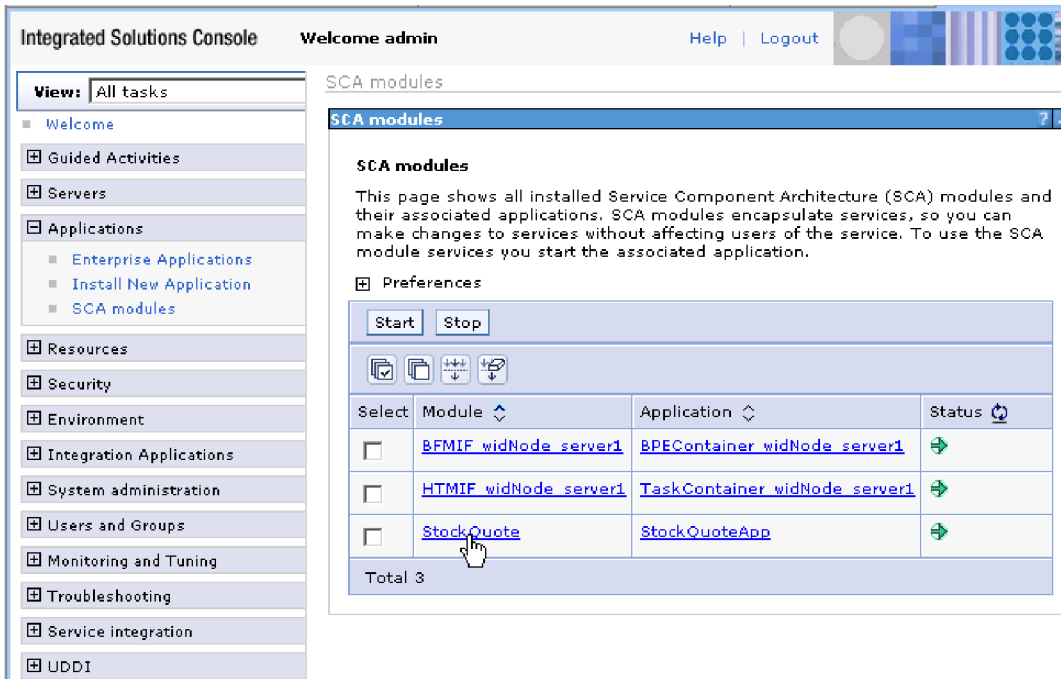 Integrated Solutions Console Welcome admin Help | Logout
View: All tasks
Welcome
Guided Activities
Servers
Applications
Enterprise Applications
Install New Application
SCA modules
Resources
Security
Environment
Integration Applications
System administration
Users and Groups
Monitoring and Tuning
Troubleshooting
Service integration
UDDI
SCA modules
SCA modules ?
SCA modules
This page shows all installed Service Component Architecture (SCA) modules and
their associated applications. SCA modules encapsulate services, so you can
make changes to services without affecting users of the service. To use the SCA
module services you start the associated application.
Preferences
Start Stop
Select Module Application Status
BFMIF_widNode_server1 BPEContainer_widNode_server1
HTMIF_widNode_server1 TaskContainer_widNode_server1
StockQuote StockQuoteApp
Total 3